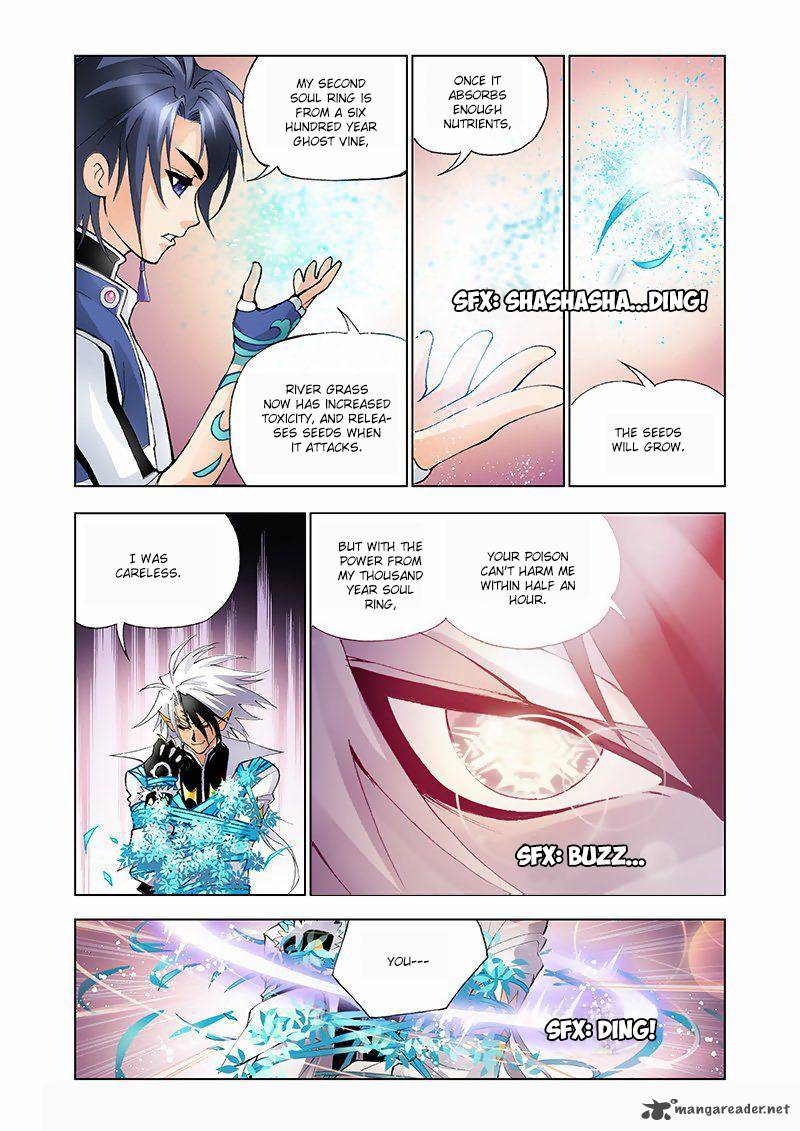 MY SECOND
SOUL RING IS
FROM A SIX
HUNDRED YEAR
GHOST VINE,
RIVER GRASS
NOW HAS INCREASED
TOXICITY, AND RELEA-
SES SEEDS WHEN
IT ATTACKS.
ONCE IT
ABSORBS
ENOUGH
NUTRIENTS,
SFX: SHASHASHA...DING!
THE SEEDS
WILL GROW.
I WAS
CARELESS.
BUT WITH THE
POWER FROM
MY THOUSAND
YEAR SOUL
RING,
YOUR POISON
CAN'T HARM ME
WITHIN HALF AN
HOUR.
SFX: BUZZ...
YOU---
SFX: DING!
mangareader.net